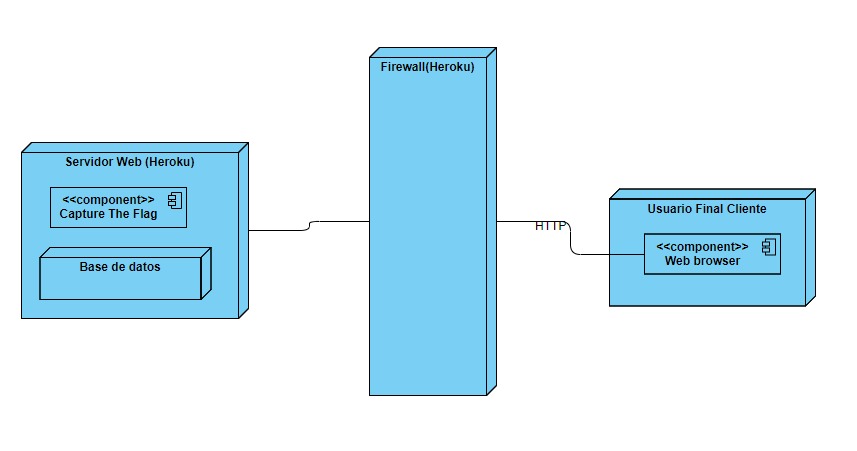 Servidor Web (Heroku)
<<component>>
Capture The Flag
Base de datos
Firewall(Heroku)
HTTP
Usuario Final Cliente
<<component>>
Web browser